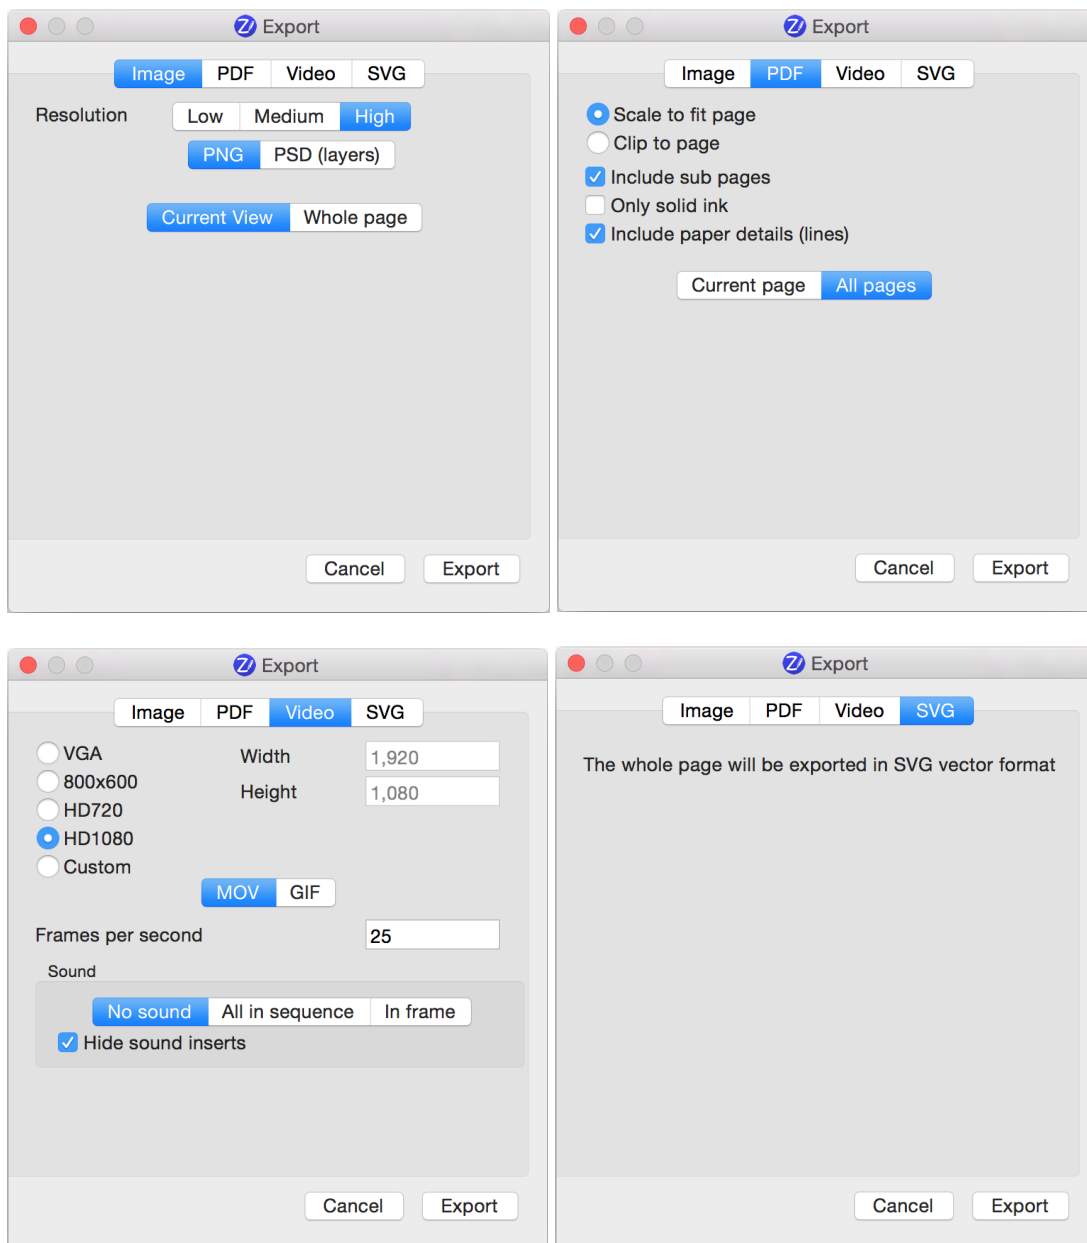 Export
Image PDF Video SVG
Resolution Low Medium High
PNG PSD (layers)
Current View Whole page
Cancel Export
Export
Image PDF Video SVG
Scale to fit page
Clip to page
Include sub pages
Only solid ink
Include paper details (lines)
Current page All pages
Cancel Export
Export
Image PDF Video SVG
VGA Width 1,920
800x600 Height 1,080
HD720
HD1080
Custom
MOV GIF
Frames per second 25
Sound
No sound All in sequence In frame
Hide sound inserts
Cancel Export
Export
Image PDF Video SVG
The whole page will be exported in SVG vector format
Cancel Export